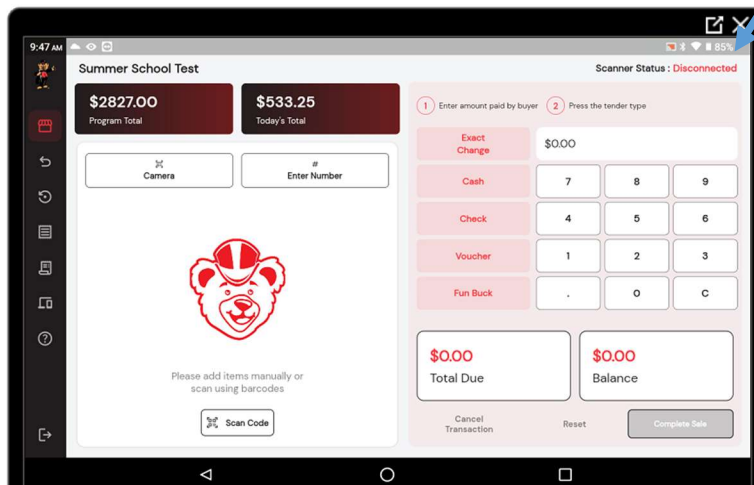 9:47 AM
85%
Summer School Test
Scanner Status : Disconnected
$2827.00
Program Total
$533.25
Today's Total
1 Enter amount paid by buyer
2 Press the tender type
Camera
#
Enter Number
Exact
Change
$0.00
Cash
7
8
9
Check
4
5
6
Voucher
1
2
3
Fun Buck
.
0
C
Please add items manually or
scan using barcodes
Scan Code
$0.00
Total Due
$0.00
Balance
Cancel
Transaction
Reset
Complete Sale